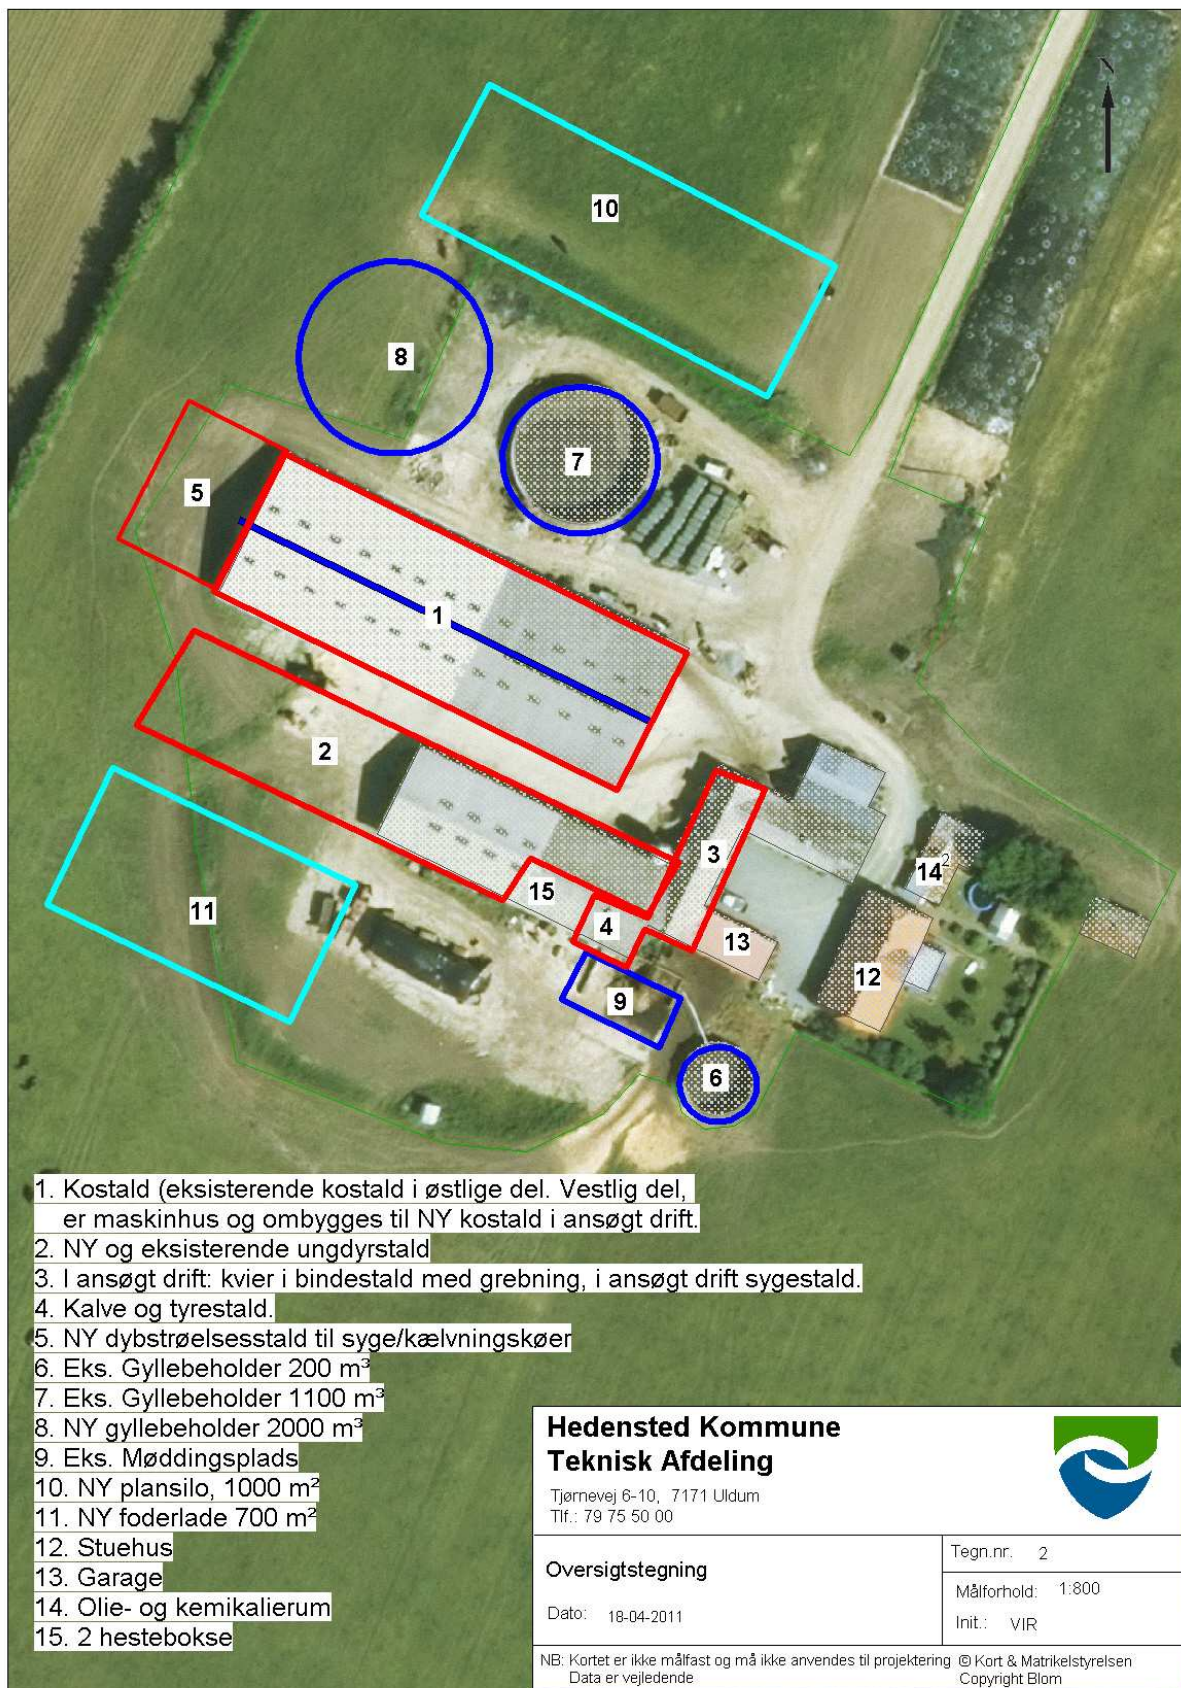 N
10
8
7
5
1
2
3
14²
15
11
4
13
12
9
6
1. Kostald (eksisterende kostald i østlige del. Vestlig del,
er maskinhus og ombygges til NY kostald i ansøgt drift.
2. NY og eksisterende ungdyrstald
3. I ansøgt drift: kvier i bindestald med grebning, i ansøgt drift sygestald.
4. Kalve og tyrestald.
5. NY dybstrøelsesstald til syge/kælvningskøer
6. Eks. Gyllebeholder 200 m³
7. Eks. Gyllebeholder 1100 m³
8. NY gyllebeholder 2000 m³
9. Eks. Møddingsplads
10. NY plansilo, 1000 m²
11. NY foderlade 700 m²
12. Stuehus
13. Garage
14. Olie- og kemikalierum
15. 2 hestebokse
Hedensted Kommune
Teknisk Afdeling
Tjørnevej 6-10, 7171 Uldum
Tlf.: 79 75 50 00
Oversigtstegning
Dato: 18-04-2011
Tegn.nr. 2
Målforhold: 1:800
Init.: VIR
NB: Kortet er ikke målfast og må ikke anvendes til projektering
Data er vejledende
© Kort & Matrikelstyrelsen
Copyright Blom